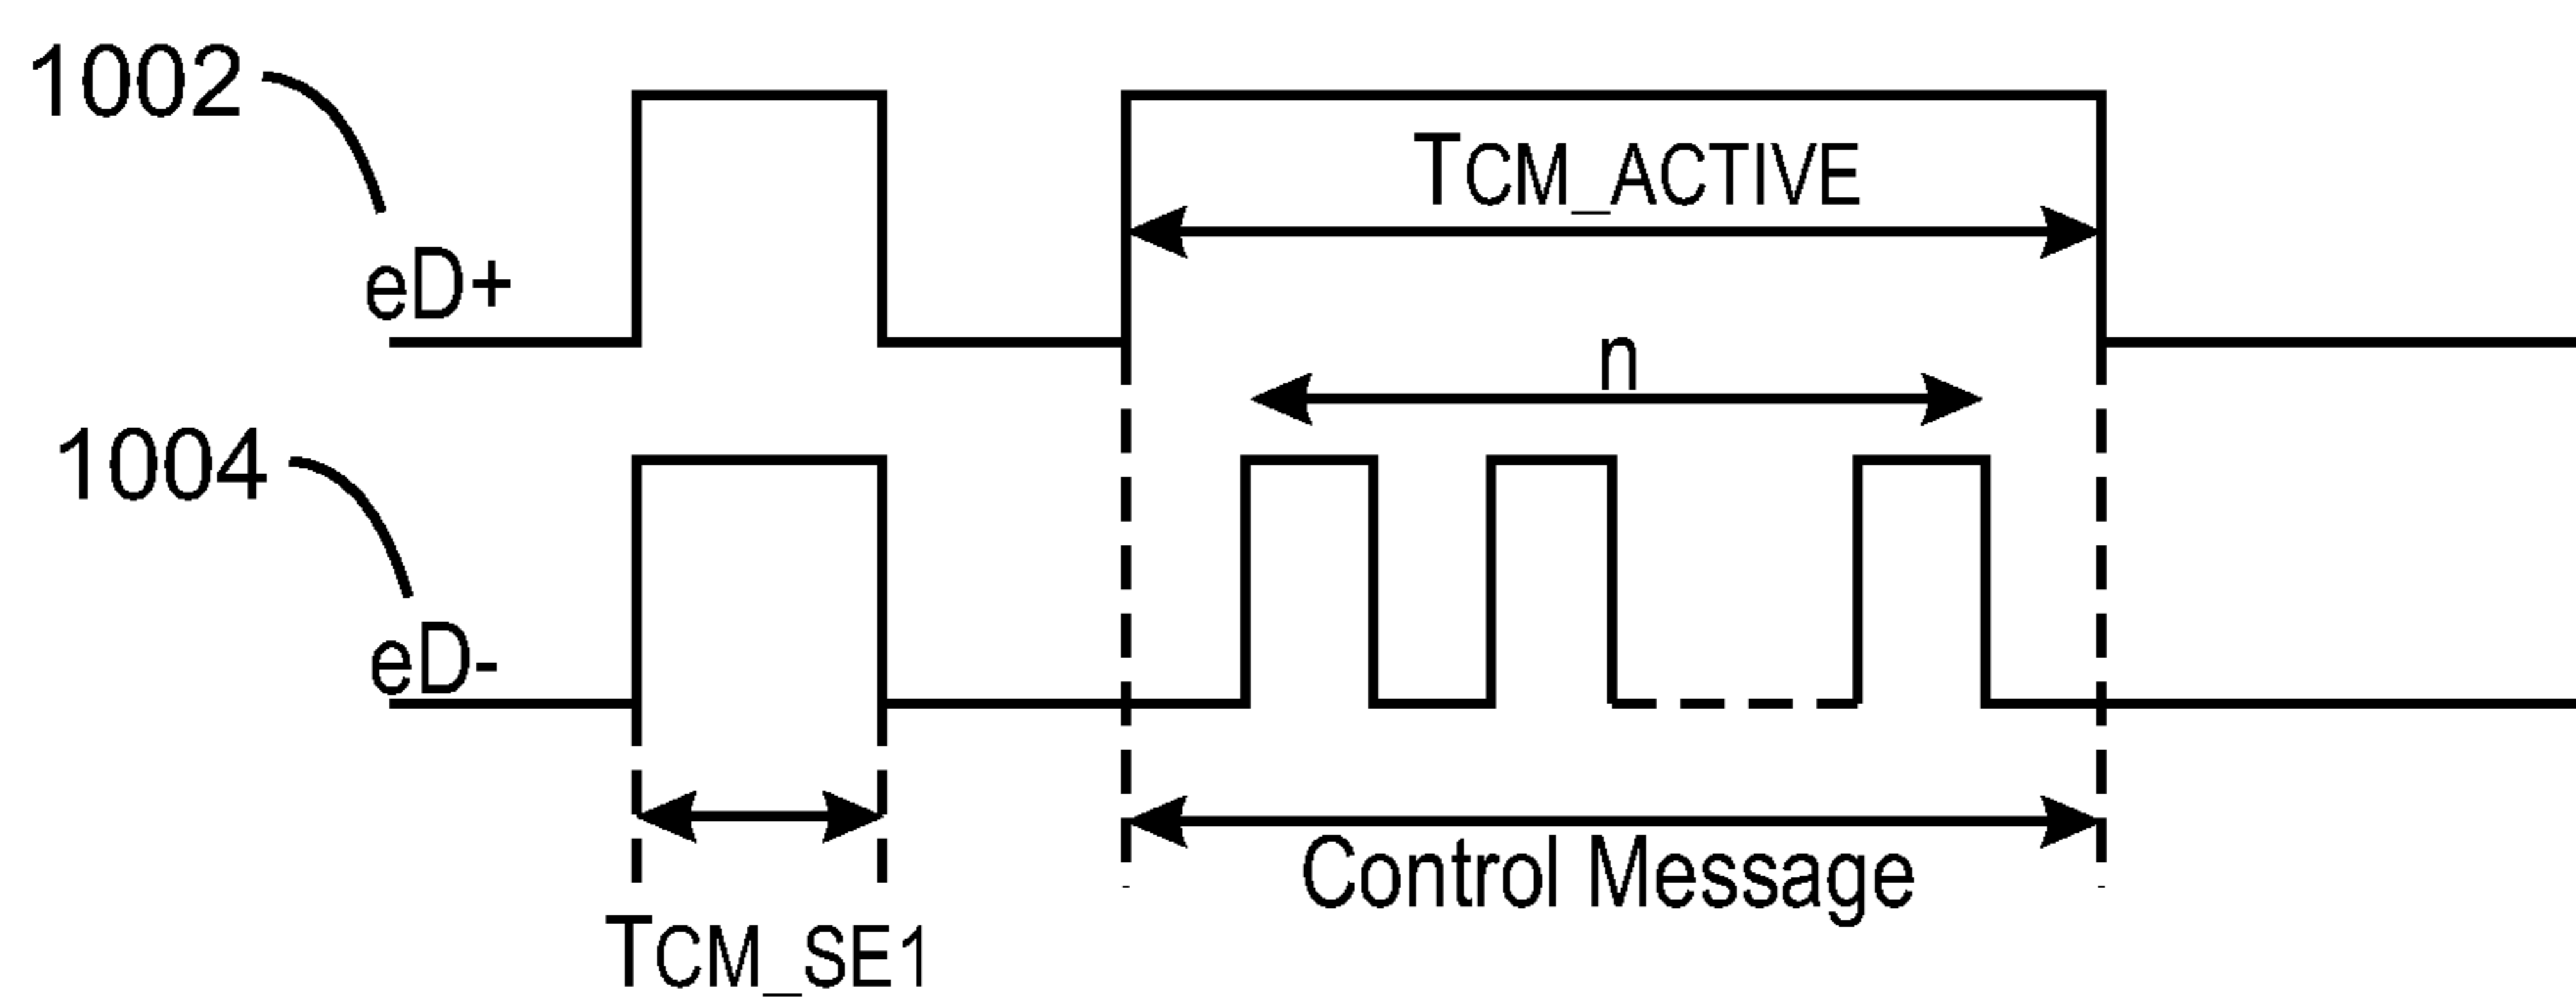 1002
TCM_ACTIVE
eD+
n
1004
eD-
Control Message
TCM_SE1